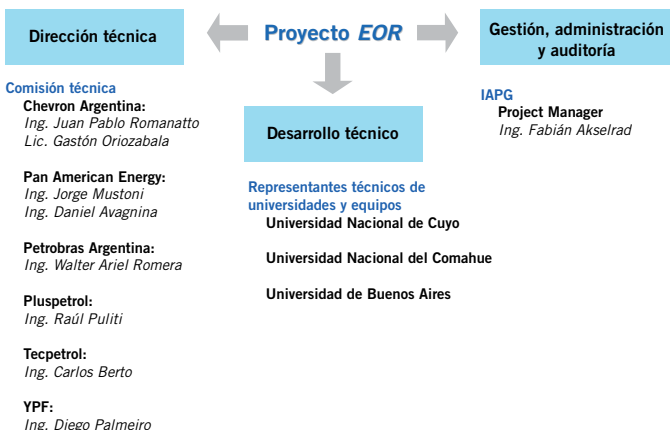 Proyecto EOR
Dirección técnica
Comisión técnica
Chevron Argentina:
Ing. Juan Pablo Romanatto
Lic. Gastón Oriozabala
Pan American Energy:
Ing. Jorge Mustoni
Ing. Daniel Avagnina
Petrobras Argentina:
Ing. Walter Ariel Romera
Pluspetrol:
Ing. Raúl Puliti
Tecpetrol:
Ing. Carlos Berto
YPF:
Ing. Diego Palmeiro
Desarrollo técnico
Representantes técnicos de
universidades y equipos
Universidad Nacional de Cuyo
Universidad Nacional del Comahue
Universidad de Buenos Aires
Gestión, administración
y auditoría
IAPG
Project Manager
Ing. Fabián Akselrad